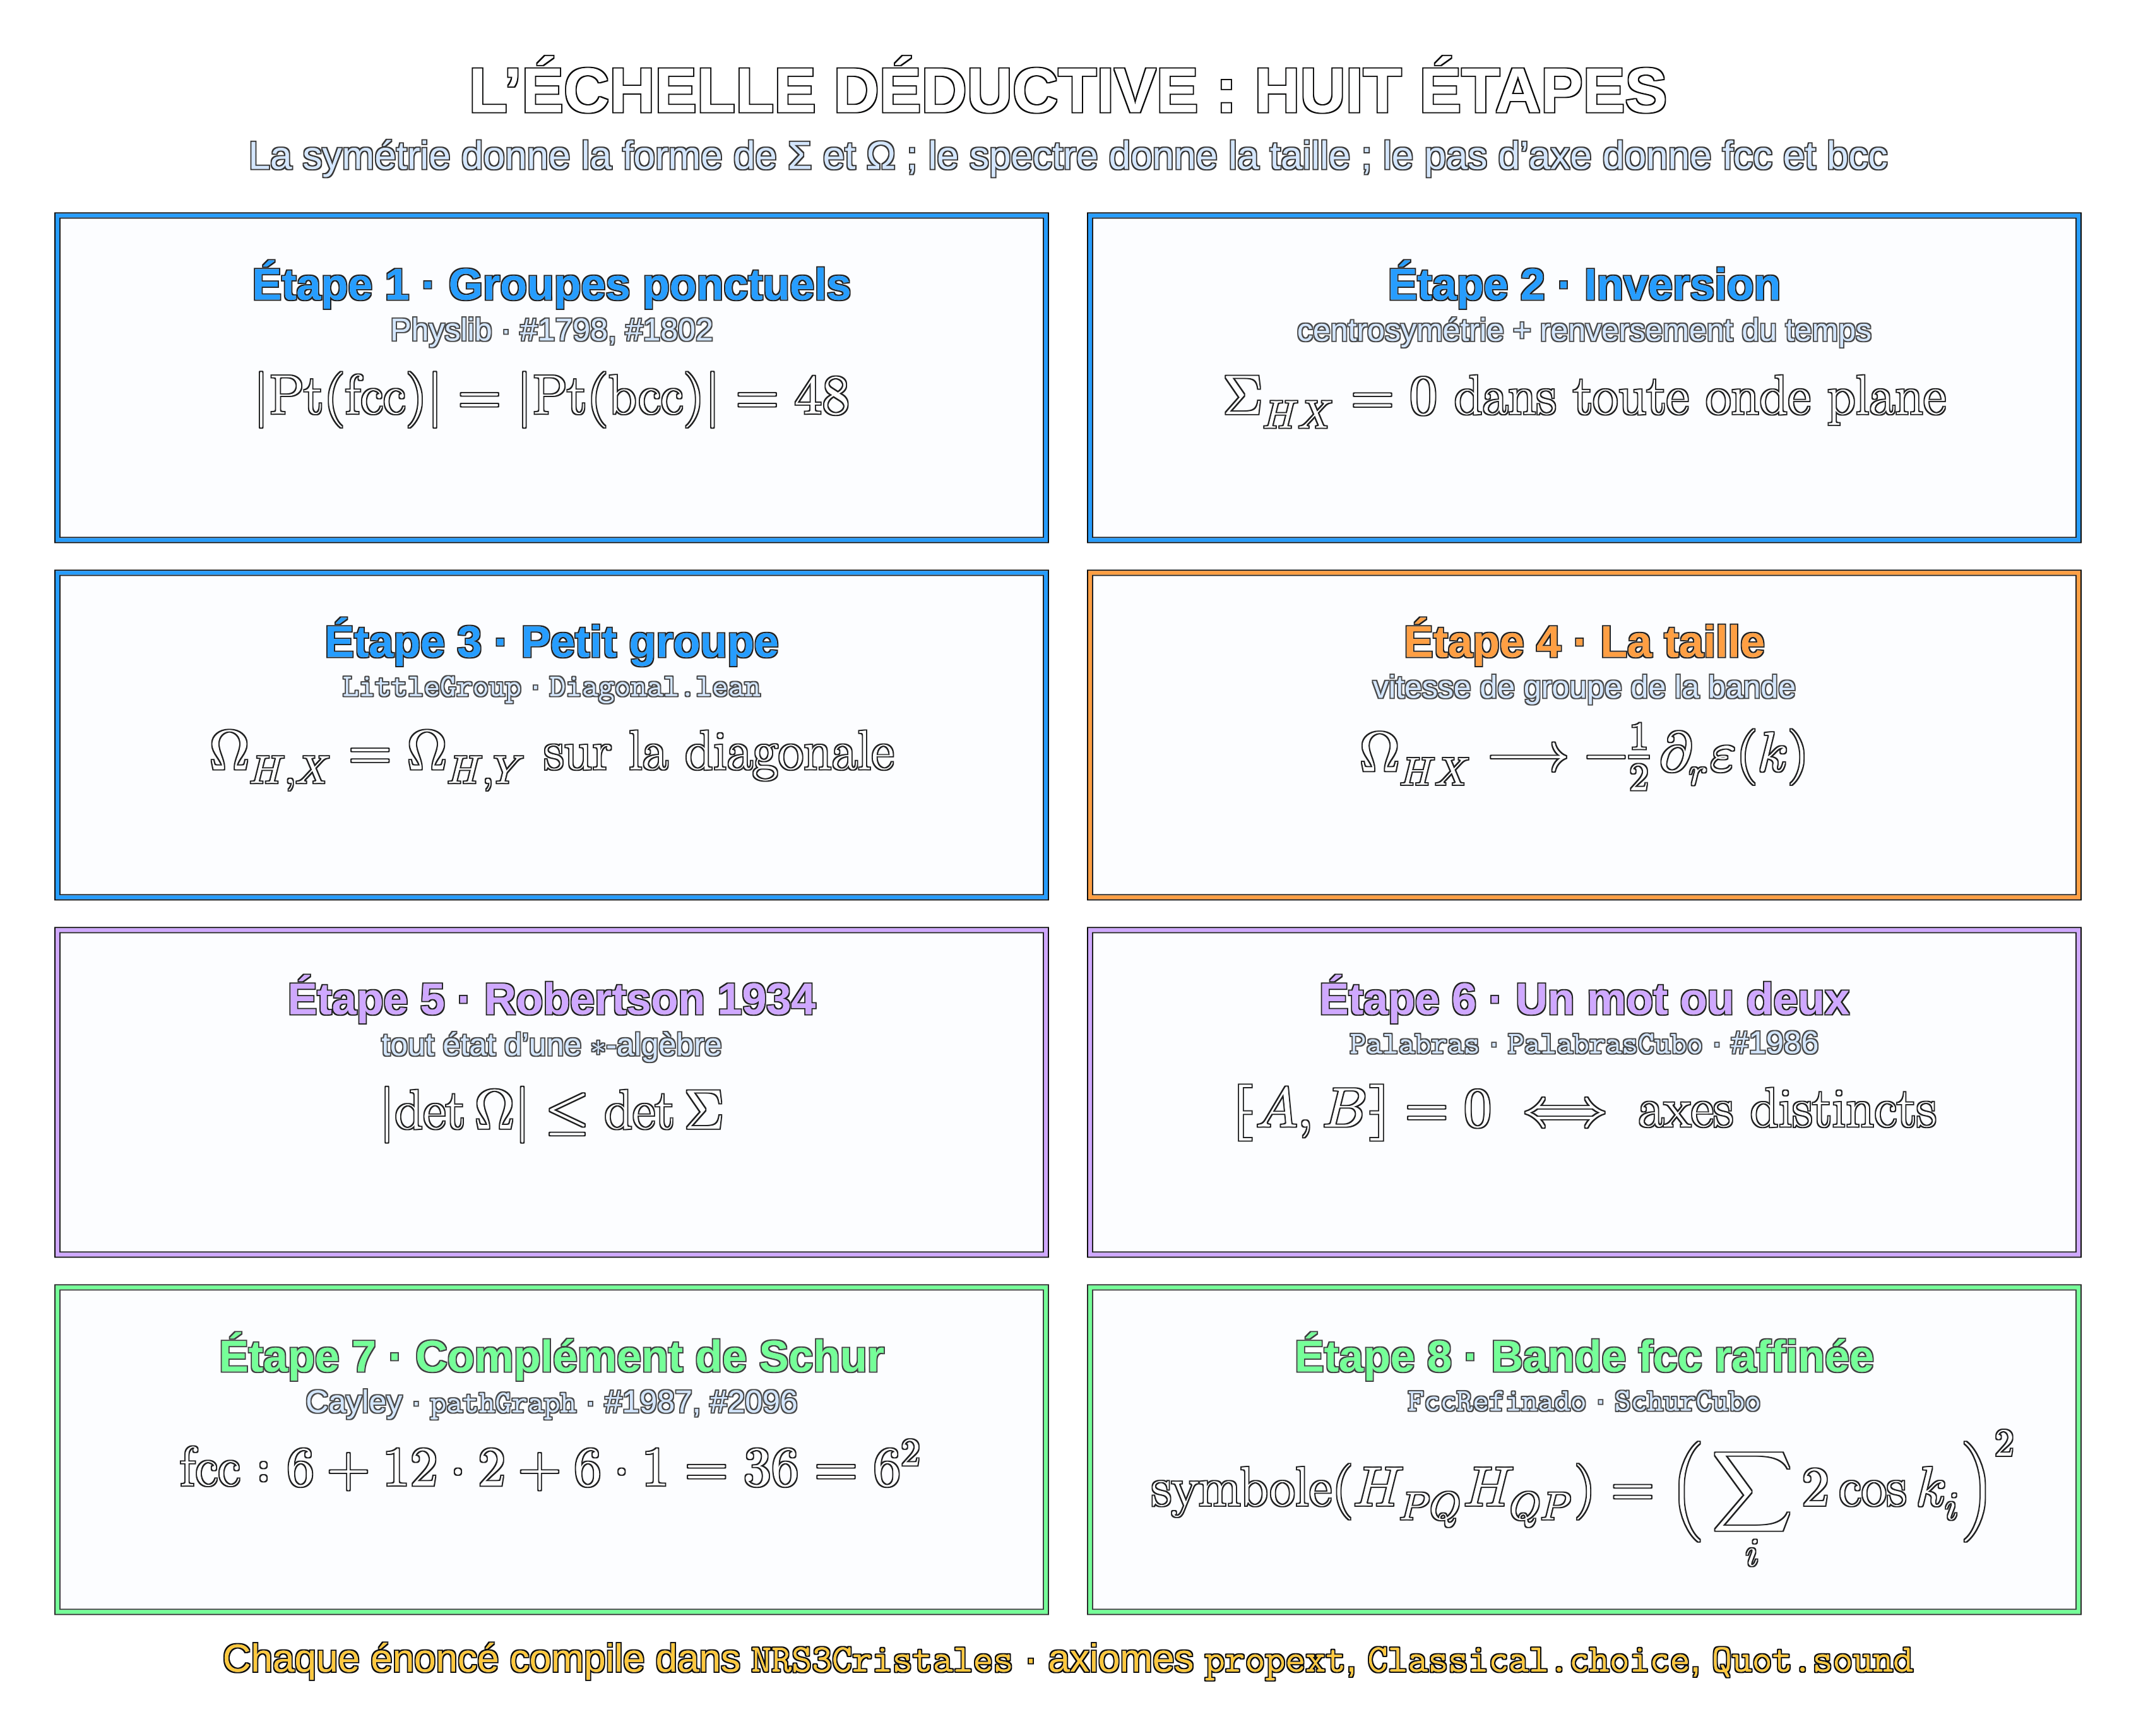 L’ÉCHELLE DÉDUCTIVE : HUIT ÉTAPES
La symétrie donne la forme de Σ et Ω ; le spectre donne la taille ; le pas d’axe donne fcc et bcc
Étape 1 · Groupes ponctuels
Physlib · #1798, #1802
|Pt(fcc)| = |Pt(bcc)| = 48
Étape 2 · Inversion
centrosymétrie + renversement du temps
Σ_{HX} = 0 dans toute onde plane
Étape 3 · Petit groupe
LittleGroup · Diagonal.lean
Ω_{H,X} = Ω_{H,Y} sur la diagonale
Étape 4 · La taille
vitesse de groupe de la bande
Ω_{HX} ⟶ −\frac{1}{2} ∂_r ε(k)
Étape 5 · Robertson 1934
tout état d’une ∗-algèbre
|det Ω| ≤ det Σ
Étape 6 · Un mot ou deux
Palabras · PalabrasCubo · #1986
[A, B] = 0 ⟺ axes distincts
Étape 7 · Complément de Schur
Cayley · pathGraph · #1987, #2096
fcc : 6 + 12 · 2 + 6 · 1 = 36 = 6²
Étape 8 · Bande fcc raffinée
FccRefinado · SchurCubo
symbole(H_{PQ}H_{QP}) = (∑_i 2 cos k_i)²
Chaque énoncé compile dans NRS3Cristales · axiomes propext, Classical.choice, Quot.sound